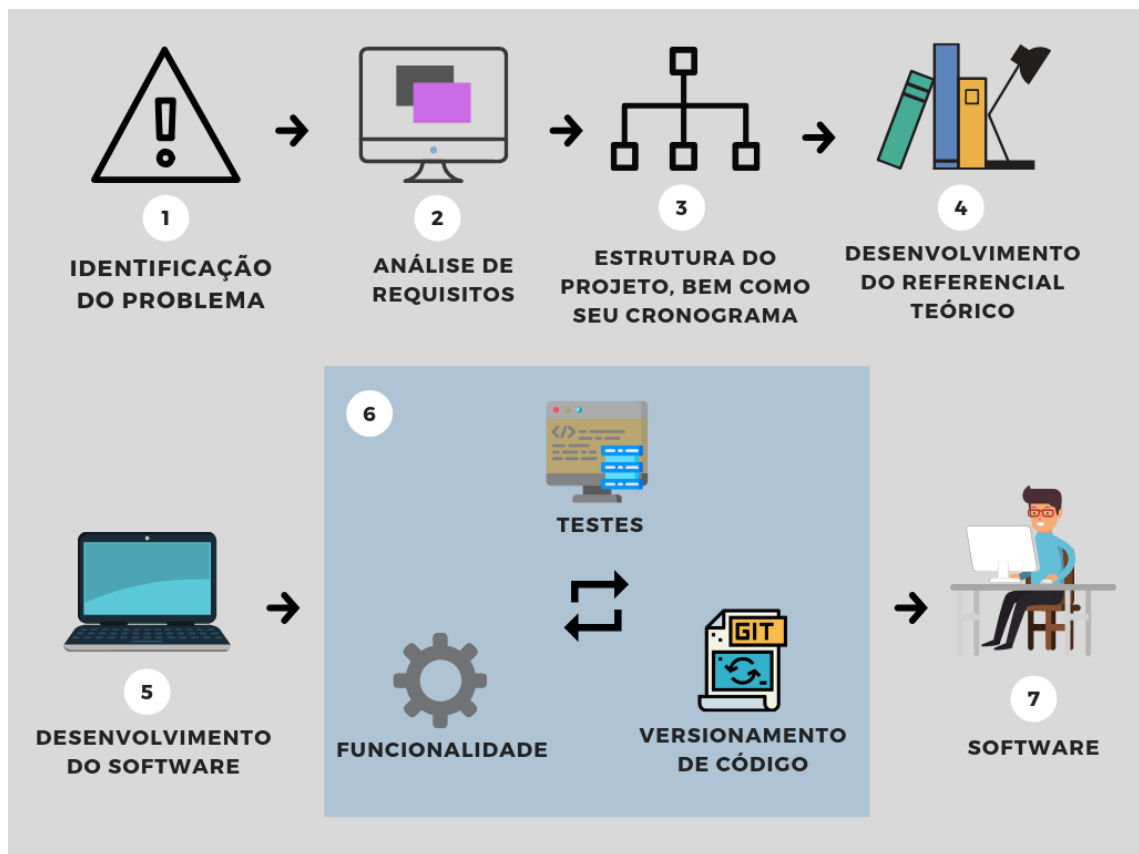 1
IDENTIFICAÇÃO
DO PROBLEMA
2
ANÁLISE DE
REQUISITOS
3
ESTRUTURA DO
PROJETO, BEM COMO
SEU CRONOGRAMA
4
DESENVOLVIMENTO
DO REFERENCIAL
TEÓRICO
5
DESENVOLVIMENTO
DO SOFTWARE
6
</>
TESTES
FUNCIONALIDADE
GIT
VERSIONAMENTO
DE CÓDIGO
7
SOFTWARE